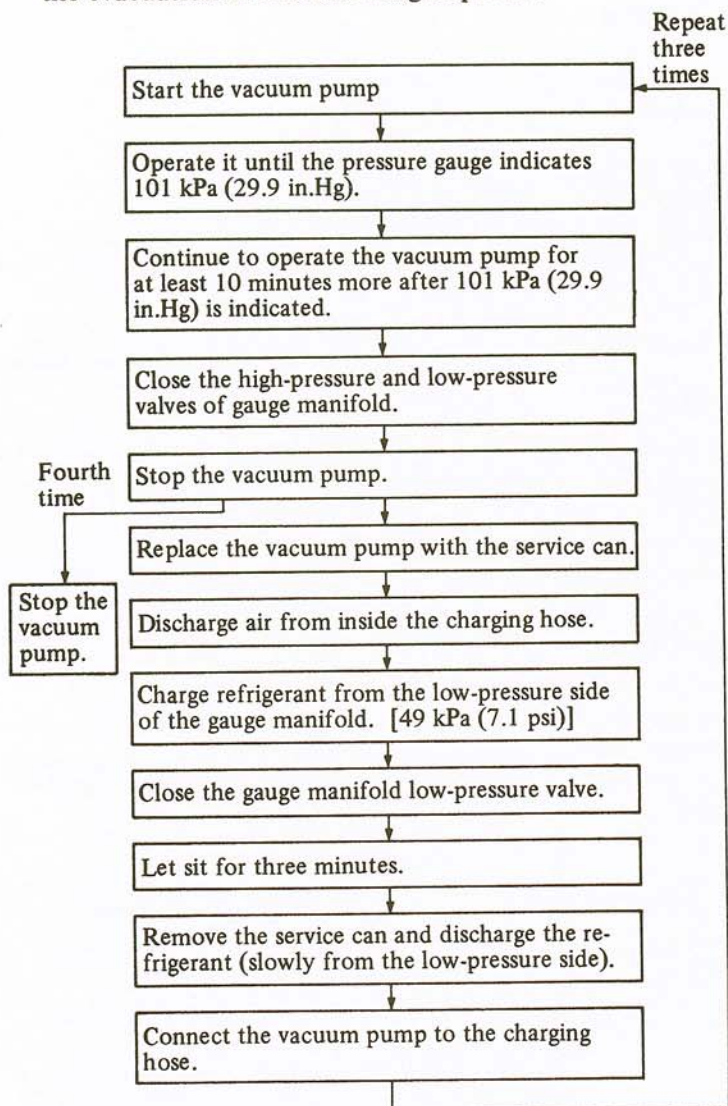 Repeat
three
times
Start the vacuum pump
Operate it until the pressure gauge indicates
101 kPa (29.9 in.Hg).
Continue to operate the vacuum pump for
at least 10 minutes more after 101 kPa (29.9
in.Hg) is indicated.
Close the high-pressure and low-pressure
valves of gauge manifold.
Fourth
time
Stop the vacuum pump.
Replace the vacuum pump with the service can.
Stop the
vacuum
pump.
Discharge air from inside the charging hose.
Charge refrigerant from the low-pressure side
of the gauge manifold. [49 kPa (7.1 psi)]
Close the gauge manifold low-pressure valve.
Let sit for three minutes.
Remove the service can and discharge the re-
frigerant (slowly from the low-pressure side).
Connect the vacuum pump to the charging
hose.